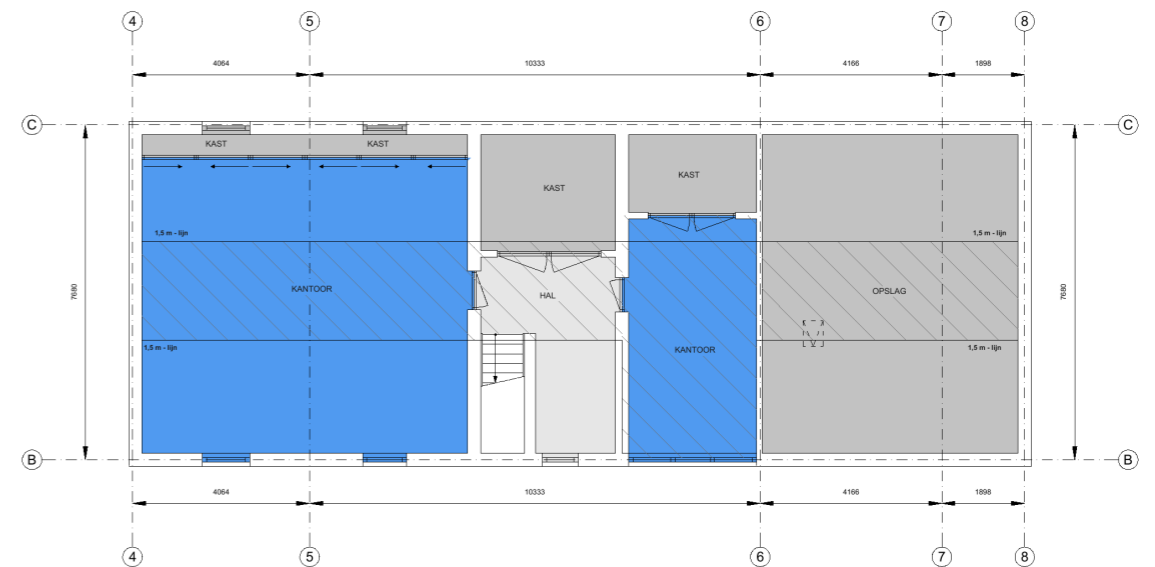 4 5 6 7 8
4064 10333 4166 1898
C C
KAST KAST
KAST KAST
1,5 m - lijn 1,5 m - lijn
7680 KANTOOR HAL OPSLAG 7680
1,5 m - lijn KANTOOR 1,5 m - lijn
B B
4064 10333 4166 1898
4 5 6 7 8